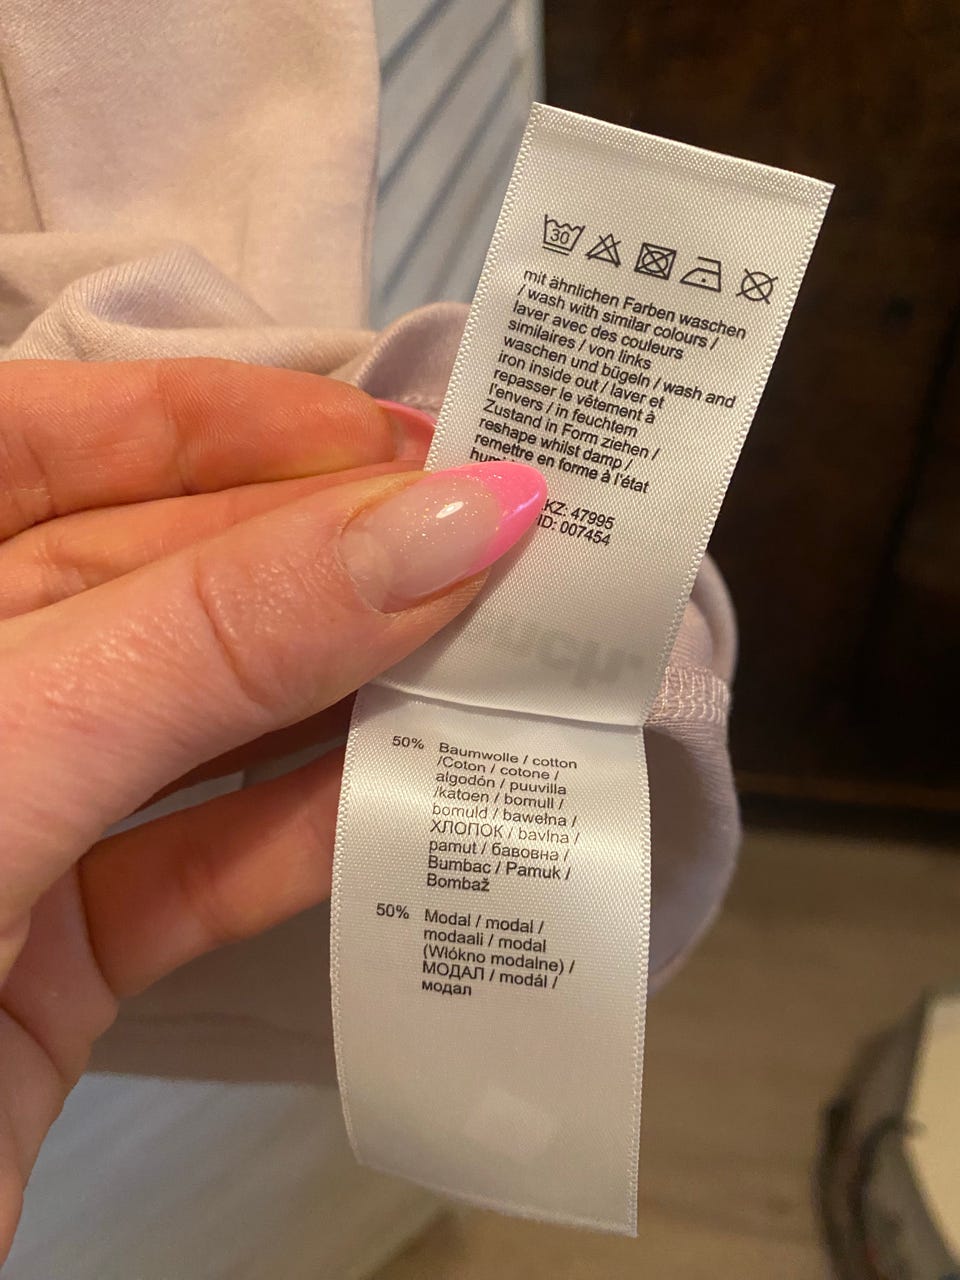 30
mit ähnlichen Farben waschen
/ wash with similar colours /
laver avec des couleurs
similaires / von links
waschen und bügeln / wash and
iron inside out / laver et
repasser le vêtement à
l'envers / in feuchtem
Zustand in Form ziehen /
reshape whilst damp /
remettre en forme à l'état
KZ: 47995
ID: 007454
50% Baumwolle / cotton
/Coton / cotone /
algodón / puuvilla
/katoen / bomull /
bomuld / bawełna /
ХЛОПОК / bavlna /
pamut / бавовна /
Bumbac / Pamuk /
Bombaž
50% Modal / modal /
modaali / modal
(Włókno modalne) /
МОДАЛ / modál /
модал